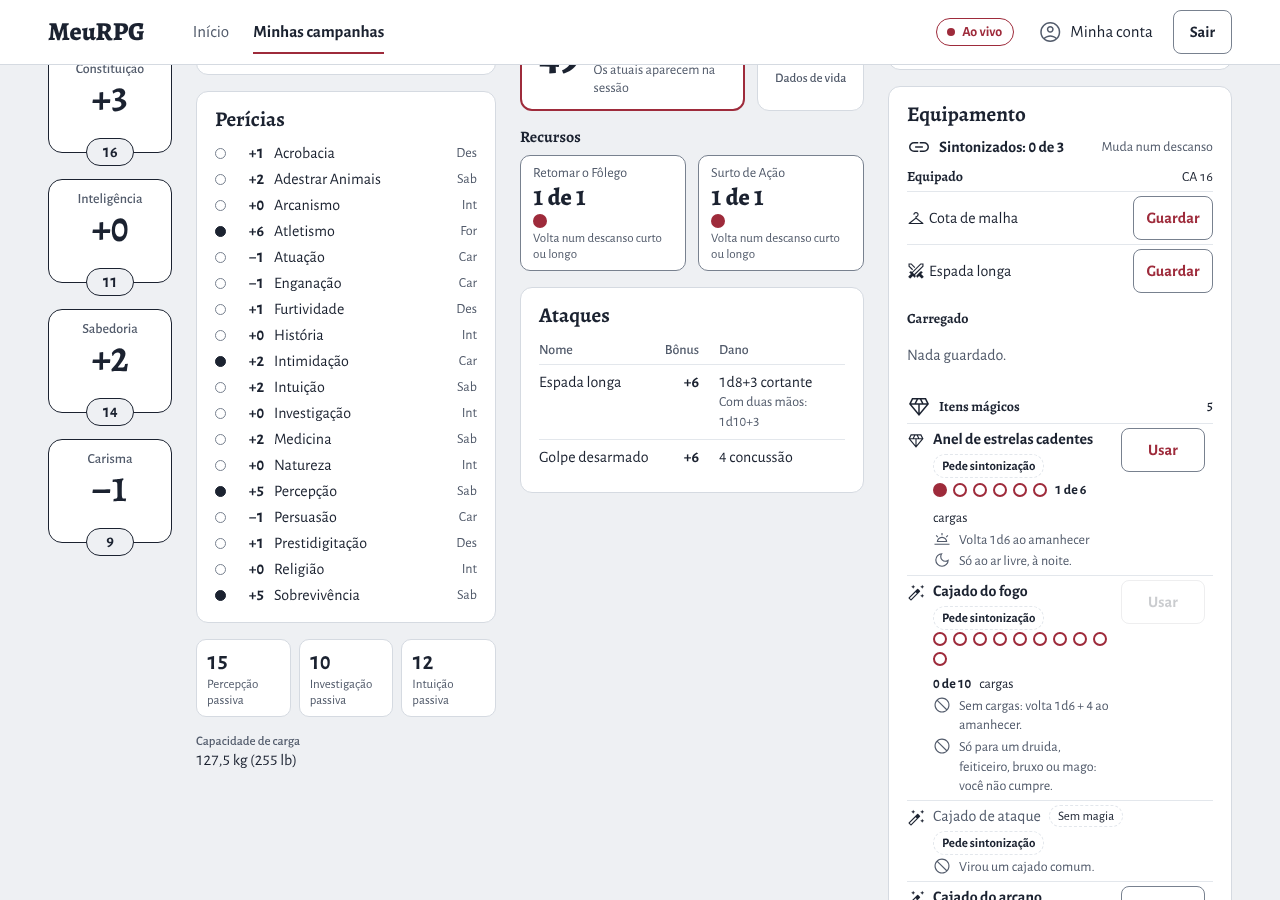 MeuRPG
Início
Minhas campanhas
Ao vivo
Minha conta
Sair
Constituição
+3
16
Inteligência
+0
11
Sabedoria
+2
14
Carisma
−1
9
Perícias
+1 Acrobacia Des
+2 Adestrar Animais Sab
+0 Arcanismo Int
+6 Atletismo For
−1 Atuação Car
−1 Enganação Car
+1 Furtividade Des
+0 História Int
+2 Intimidação Car
+2 Intuição Sab
+0 Investigação Int
+2 Medicina Sab
+0 Natureza Int
+5 Percepção Sab
−1 Persuasão Car
+1 Prestidigitação Des
+0 Religião Int
+5 Sobrevivência Sab
15
Percepção
passiva
10
Investigação
passiva
12
Intuição
passiva
Capacidade de carga
127,5 kg (255 lb)
Os atuais aparecem na
sessão
Dados de vida
Recursos
Retomar o Fôlego
1 de 1
Volta num descanso curto
ou longo
Surto de Ação
1 de 1
Volta num descanso curto
ou longo
Ataques
Nome Bônus Dano
Espada longa +6 1d8+3 cortante
Com duas mãos:
1d10+3
Golpe desarmado +6 4 concussão
Equipamento
Sintonizados: 0 de 3 Muda num descanso
Equipado CA 16
Cota de malha Guardar
Espada longa Guardar
Carregado
Nada guardado.
Itens mágicos 5
Anel de estrelas cadentes Usar
Pede sintonização
1 de 6
cargas
Volta 1d6 ao amanhecer
Só ao ar livre, à noite.
Cajado do fogo Usar
Pede sintonização
0 de 10 cargas
Sem cargas: volta 1d6 + 4 ao
amanhecer.
Só para um druida,
feiticeiro, bruxo ou mago:
você não cumpre.
Cajado de ataque Sem magia
Pede sintonização
Virou um cajado comum.
Cajado do arcano